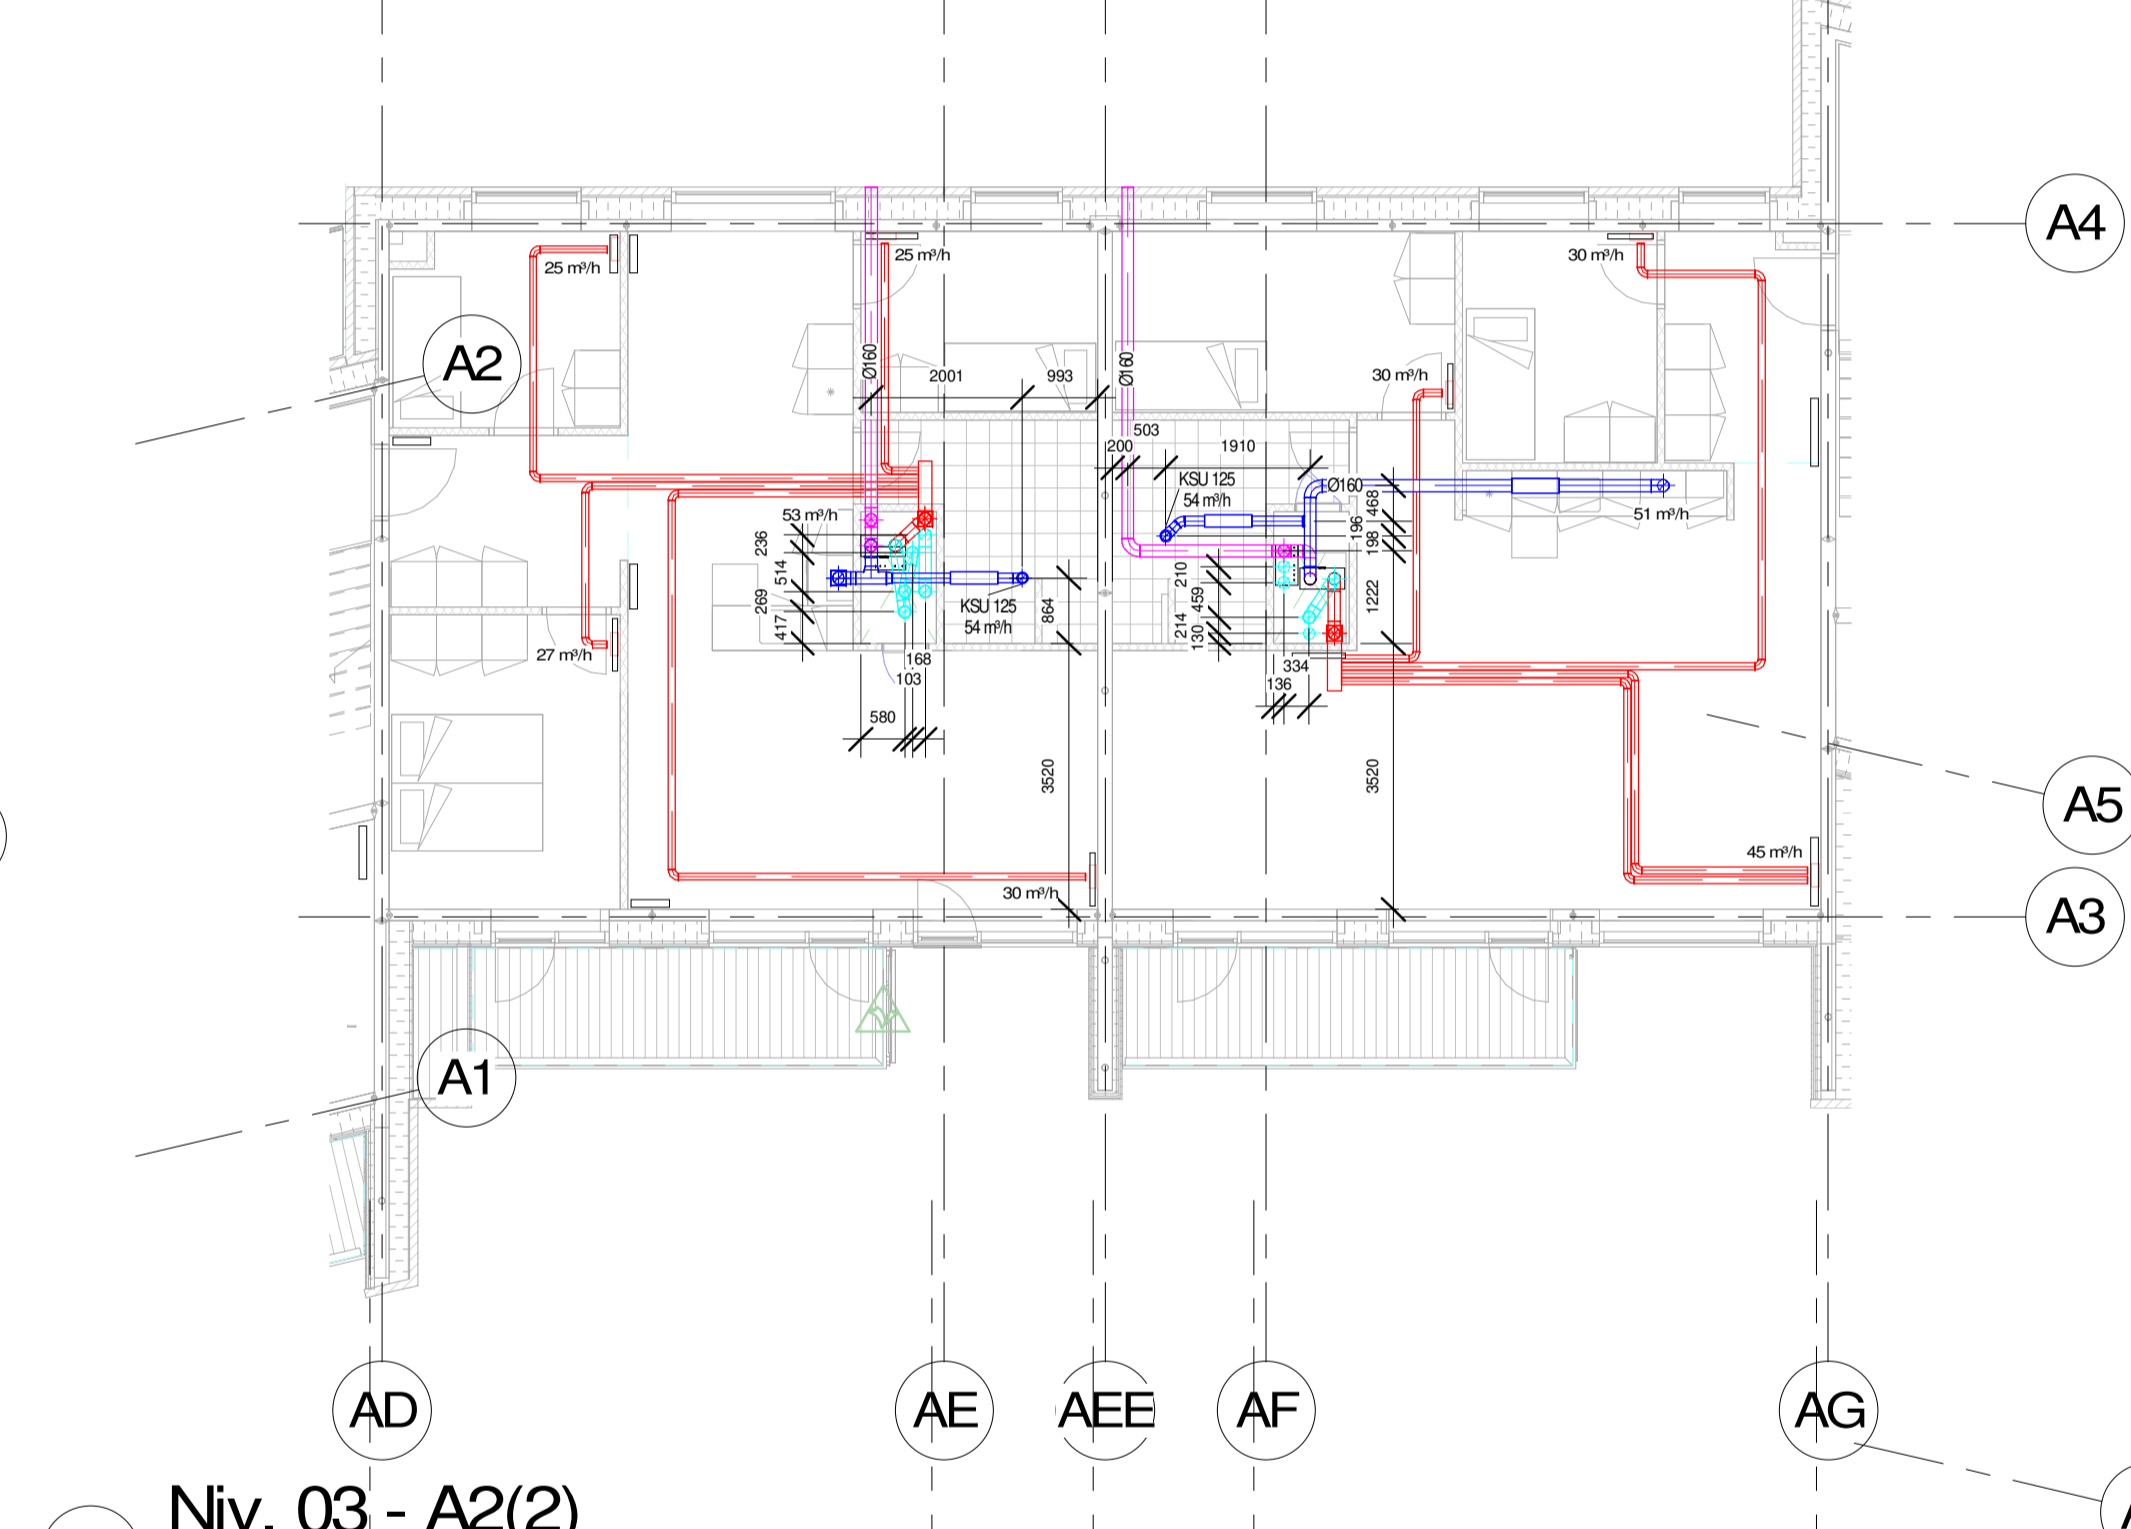 A4
25 m³/h
25 m³/h
30 m³/h
A2
Ø160
2001
993
Ø160
30 m³/h
503
200
1910
KSU 125
54 m³/h
Ø160
468
53 m³/h
236
514
269
417
196
198
51 m³/h
210
459
214
130
1222
KSU 125
54 m³/h
864
27 m³/h
168
103
334
136
580
3520
3520
A5
45 m³/h
30 m³/h
A3
A1
AD
AE
AEE
AF
AG
Niv. 03 - A2(2)